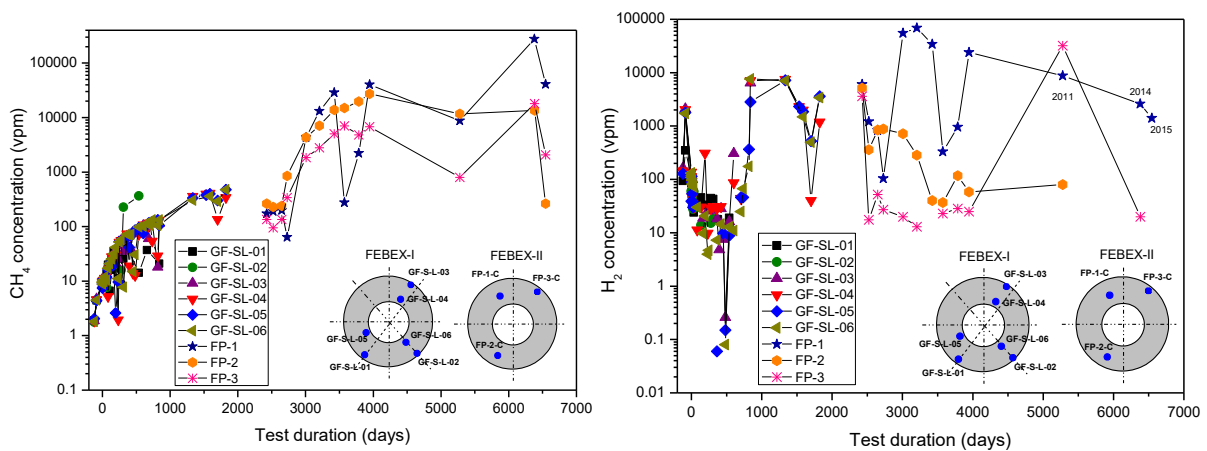 CH4 concentration (vpm)
100000
10000
1000
100
10
1
0.1
GF-SL-01
GF-SL-02
GF-SL-03
GF-SL-04
GF-SL-05
GF-SL-06
FP-1
FP-2
FP-3
FEBEX-I
FEBEX-II
GF-S-L-03
GF-S-L-04
GF-S-L-05
GF-S-L-06
GF-S-L-01
GF-S-L-02
FP-1-C
FP-3-C
FP-2-C
0 1000 2000 3000 4000 5000 6000 7000
Test duration (days)
H2 concentration (vpm)
100000
10000
1000
100
10
1
0.1
0.01
2011
2014
2015
GF-SL-01
GF-SL-02
GF-SL-03
GF-SL-04
GF-SL-05
GF-SL-06
FP-1
FP-2
FP-3
FEBEX-I
FEBEX-II
GF-S-L-03
GF-S-L-04
GF-S-L-05
GF-S-L-06
GF-S-L-01
GF-S-L-02
FP-1-C
FP-3-C
FP-2-C
0 1000 2000 3000 4000 5000 6000 7000
Test duration (days)